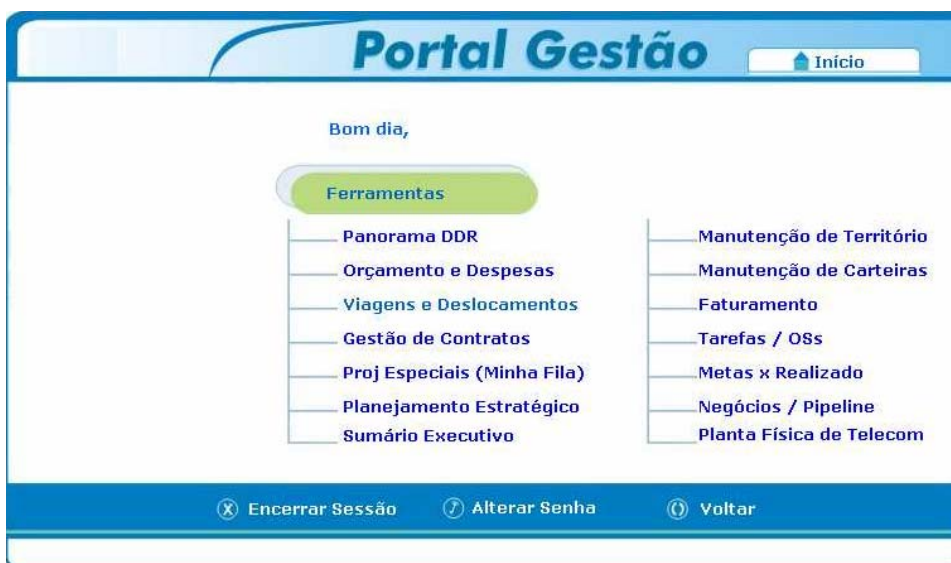 Portal Gestão
Início
Bom dia,
Ferramentas
Panorama DDR
Orçamento e Despesas
Viagens e Deslocamentos
Gestão de Contratos
Proj Especiais (Minha Fila)
Planejamento Estratégico
Sumário Executivo
Manutenção de Território
Manutenção de Carteiras
Faturamento
Tarefas / OSs
Metas x Realizado
Negócios / Pipeline
Planta Física de Telecom
Encerrar Sessão
Alterar Senha
Voltar